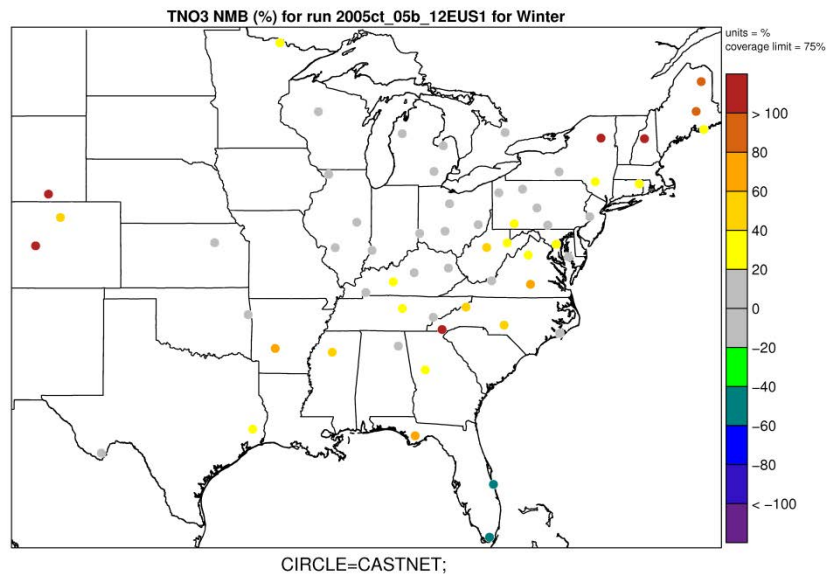 TNO3 NMB (%) for run 2005ct_05b_12EUS1 for Winter
units = %
coverage limit = 75%
> 100
80
60
40
20
0
−20
−40
−60
−80
< −100
CIRCLE=CASTNET;